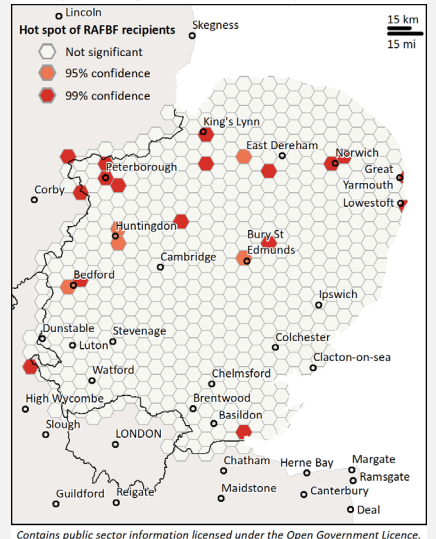 Lincoln
Skegness
15 km
15 mi
Hot spot of RAFBF recipients
Not significant
95% confidence
99% confidence
King's Lynn
East Dereham
Norwich
Peterborough
Great
Yarmouth
Corby
Lowestoft
Huntingdon
Bury St
Edmunds
Cambridge
Bedford
Ipswich
Dunstable
Stevenage
Luton
Colchester
Clacton-on-sea
Watford
Chelmsford
High Wycombe
Brentwood
Basildon
Slough
LONDON
Chatham
Herne Bay
Margate
Ramsgate
Guildford
Reigate
Maidstone
Canterbury
Deal
Contains public sector information licensed under the Open Government Licence.